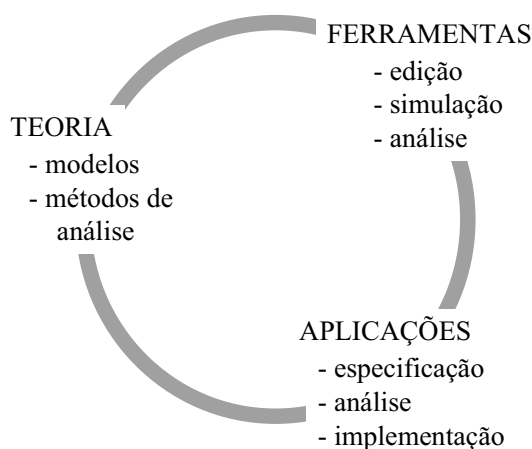 FERRAMENTAS
- edição
- simulação
- análise
TEORIA
- modelos
- métodos de
análise
APLICAÇÕES
- especificação
- análise
- implementação